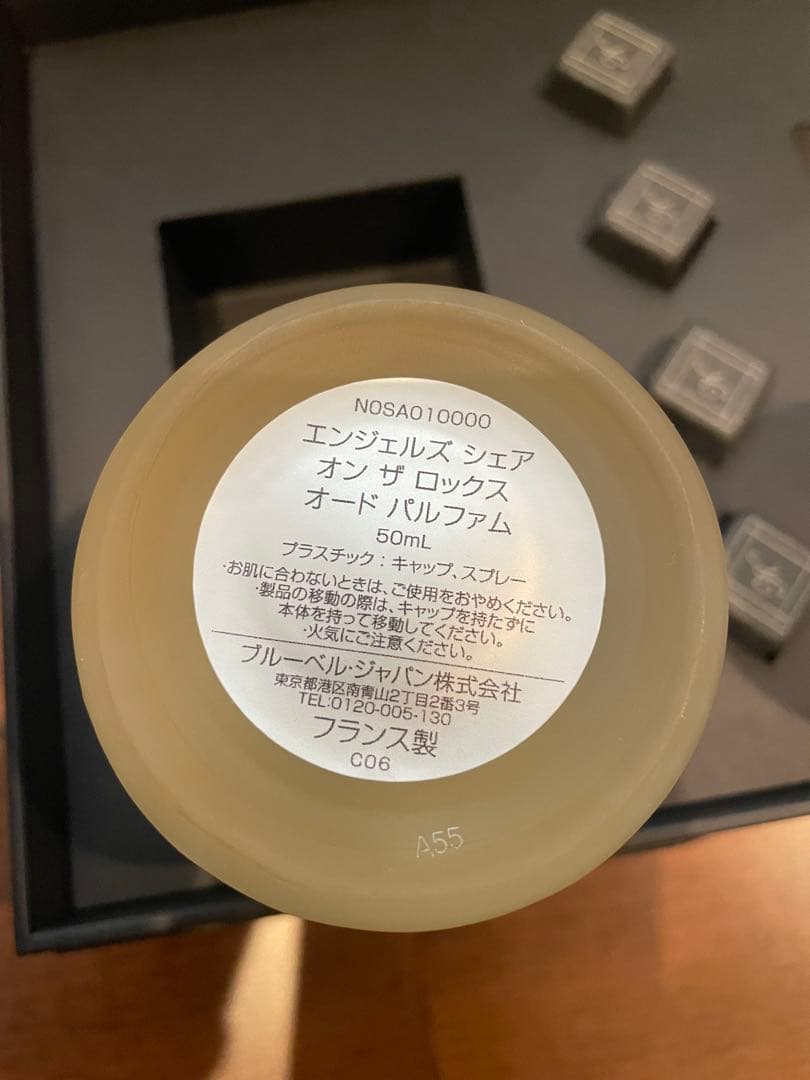 N0SA010000
エンジェルズ シェア
オン ザ ロックス
オード パルファム
50mL
プラスチック：キャップ、スプレー
・お肌に合わないときは、ご使用をおやめください。
・製品の移動の際は、キャップを持たずに
本体を持って移動してください。
・火気にご注意ください。
ブルーベル・ジャパン株式会社
東京都港区南青山2丁目2番3号
TEL:0120-005-130
フランス製
C06
A55